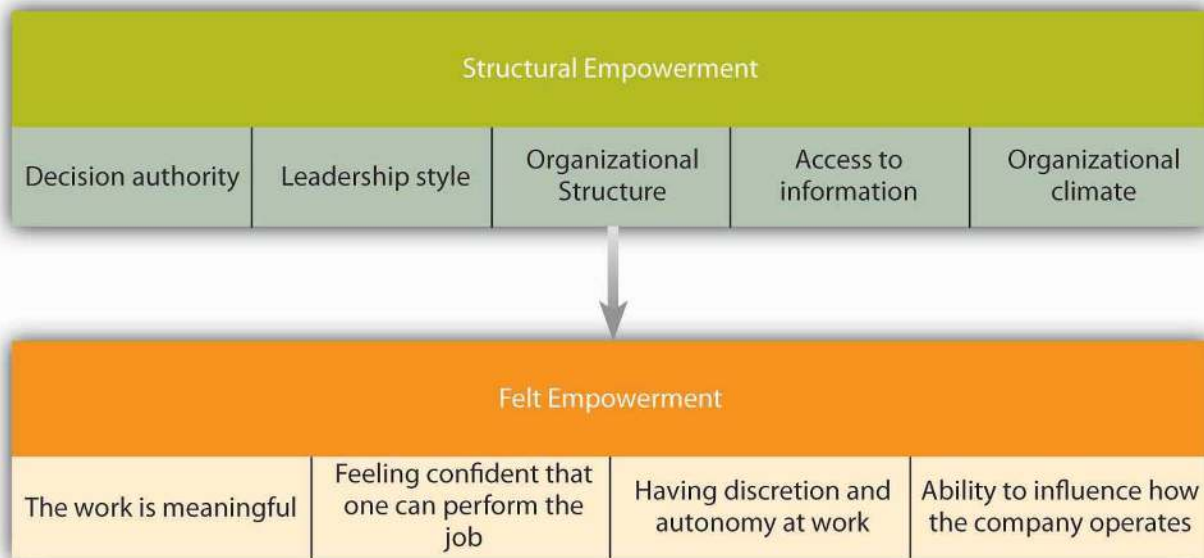 Structural Empowerment
Decision authority
Leadership style
Organizational
Structure
Access to
information
Organizational
climate
Felt Empowerment
The work is meaningful
Feeling confident that
one can perform the
job
Having discretion and
autonomy at work
Ability to influence how
the company operates